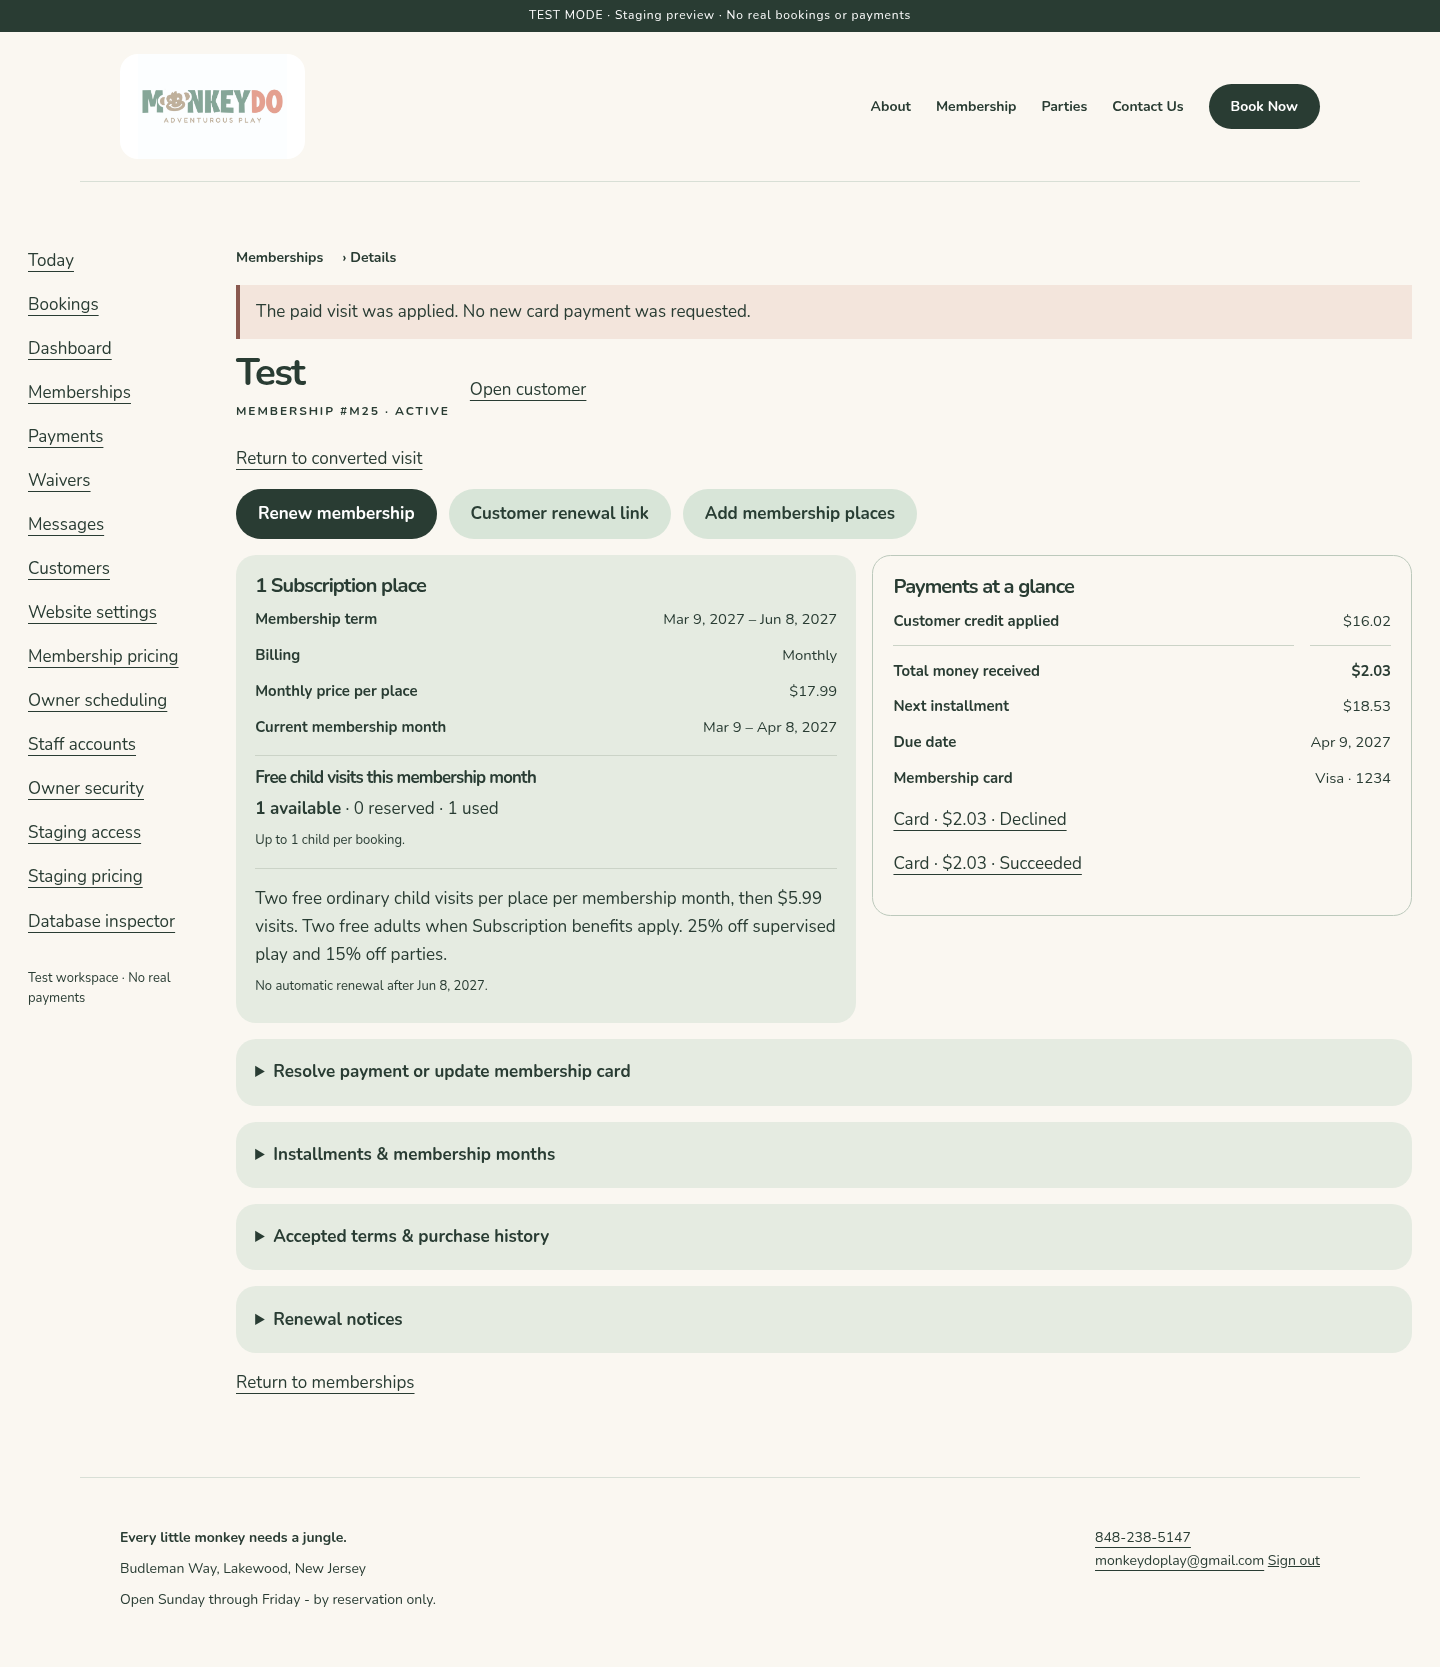 TEST MODE · Staging preview · No real bookings or payments
MONKEYDO
ADVENTUROUS PLAY
About Membership Parties Contact Us Book Now
Today
Bookings
Dashboard
Memberships
Payments
Waivers
Messages
Customers
Website settings
Membership pricing
Owner scheduling
Staff accounts
Owner security
Staging access
Staging pricing
Database inspector
Test workspace · No real
payments
Memberships › Details
The paid visit was applied. No new card payment was requested.
Test
MEMBERSHIP #M25 · ACTIVE
Open customer
Return to converted visit
Renew membership Customer renewal link Add membership places
1 Subscription place
Membership term Mar 9, 2027 – Jun 8, 2027
Billing Monthly
Monthly price per place $17.99
Current membership month Mar 9 – Apr 8, 2027
Free child visits this membership month
1 available · 0 reserved · 1 used
Up to 1 child per booking.
Two free ordinary child visits per place per membership month, then $5.99
visits. Two free adults when Subscription benefits apply. 25% off supervised
play and 15% off parties.
No automatic renewal after Jun 8, 2027.
Payments at a glance
Customer credit applied $16.02
Total money received $2.03
Next installment $18.53
Due date Apr 9, 2027
Membership card Visa · 1234
Card · $2.03 · Declined
Card · $2.03 · Succeeded
Resolve payment or update membership card
Installments & membership months
Accepted terms & purchase history
Renewal notices
Return to memberships
Every little monkey needs a jungle.
Budleman Way, Lakewood, New Jersey
Open Sunday through Friday - by reservation only.
848-238-5147
monkeydoplay@gmail.com Sign out